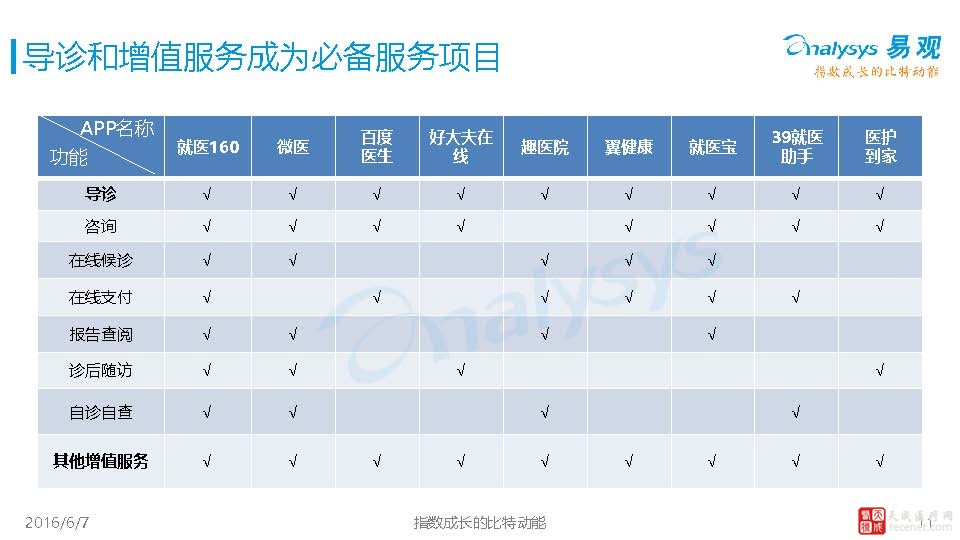 导诊和增值服务成为必备服务项目
analysys 易观
指数成长的比特动能
APP名称
功能
就医160 微医 百度医生 好大夫在线 趣医院 翼健康 就医宝 39就医助手 医护到家
导诊 √ √ √ √ √ √ √ √ √
咨询 √ √ √ √ √ √ √ √
在线候诊 √ √ √ √ √
在线支付 √ √ √ √ √ √
报告查阅 √ √ √ √
诊后随访 √ √ √ √
自诊自查 √ √ √ √
其他增值服务 √ √ √ √ √ √ √ √ √
analysys
2016/6/7
指数成长的比特动能
11
天成医疗网
tecenet.com